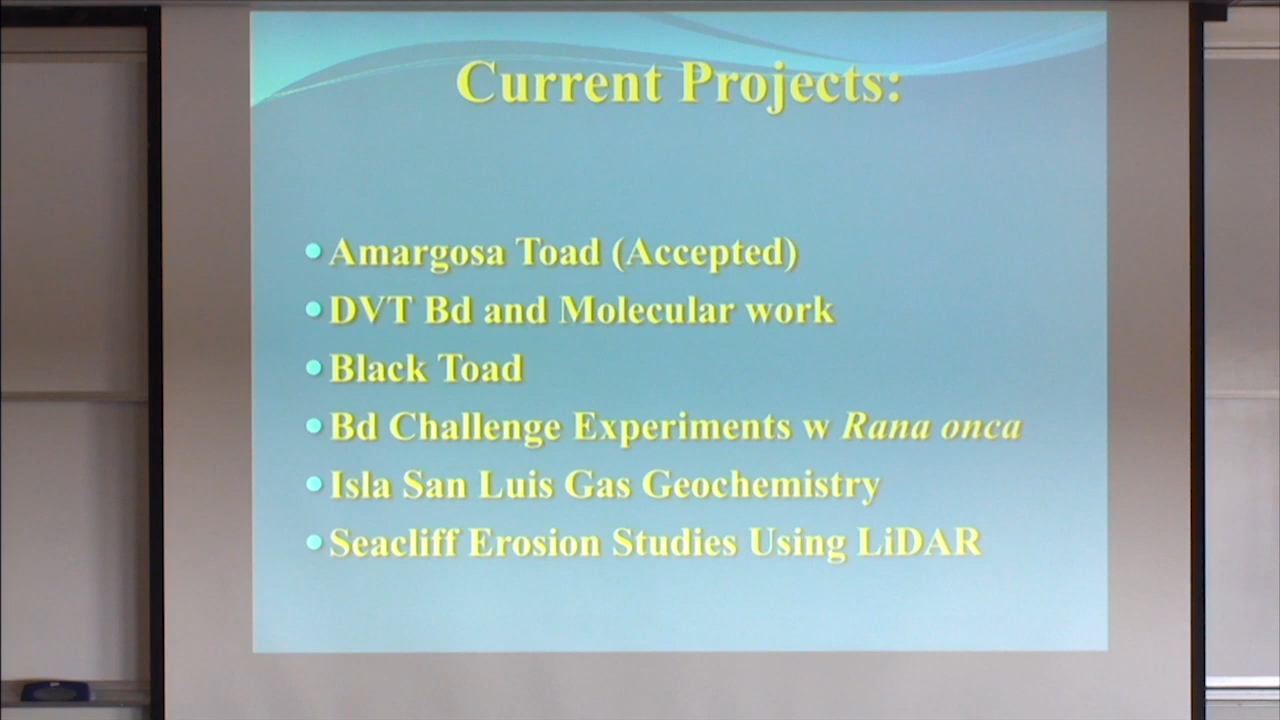 Current Projects:
Amargosa Toad (Accepted)
DVT Bd and Molecular work
Black Toad
Bd Challenge Experiments w Rana onca
Isla San Luis Gas Geochemistry
Seacliff Erosion Studies Using LiDAR